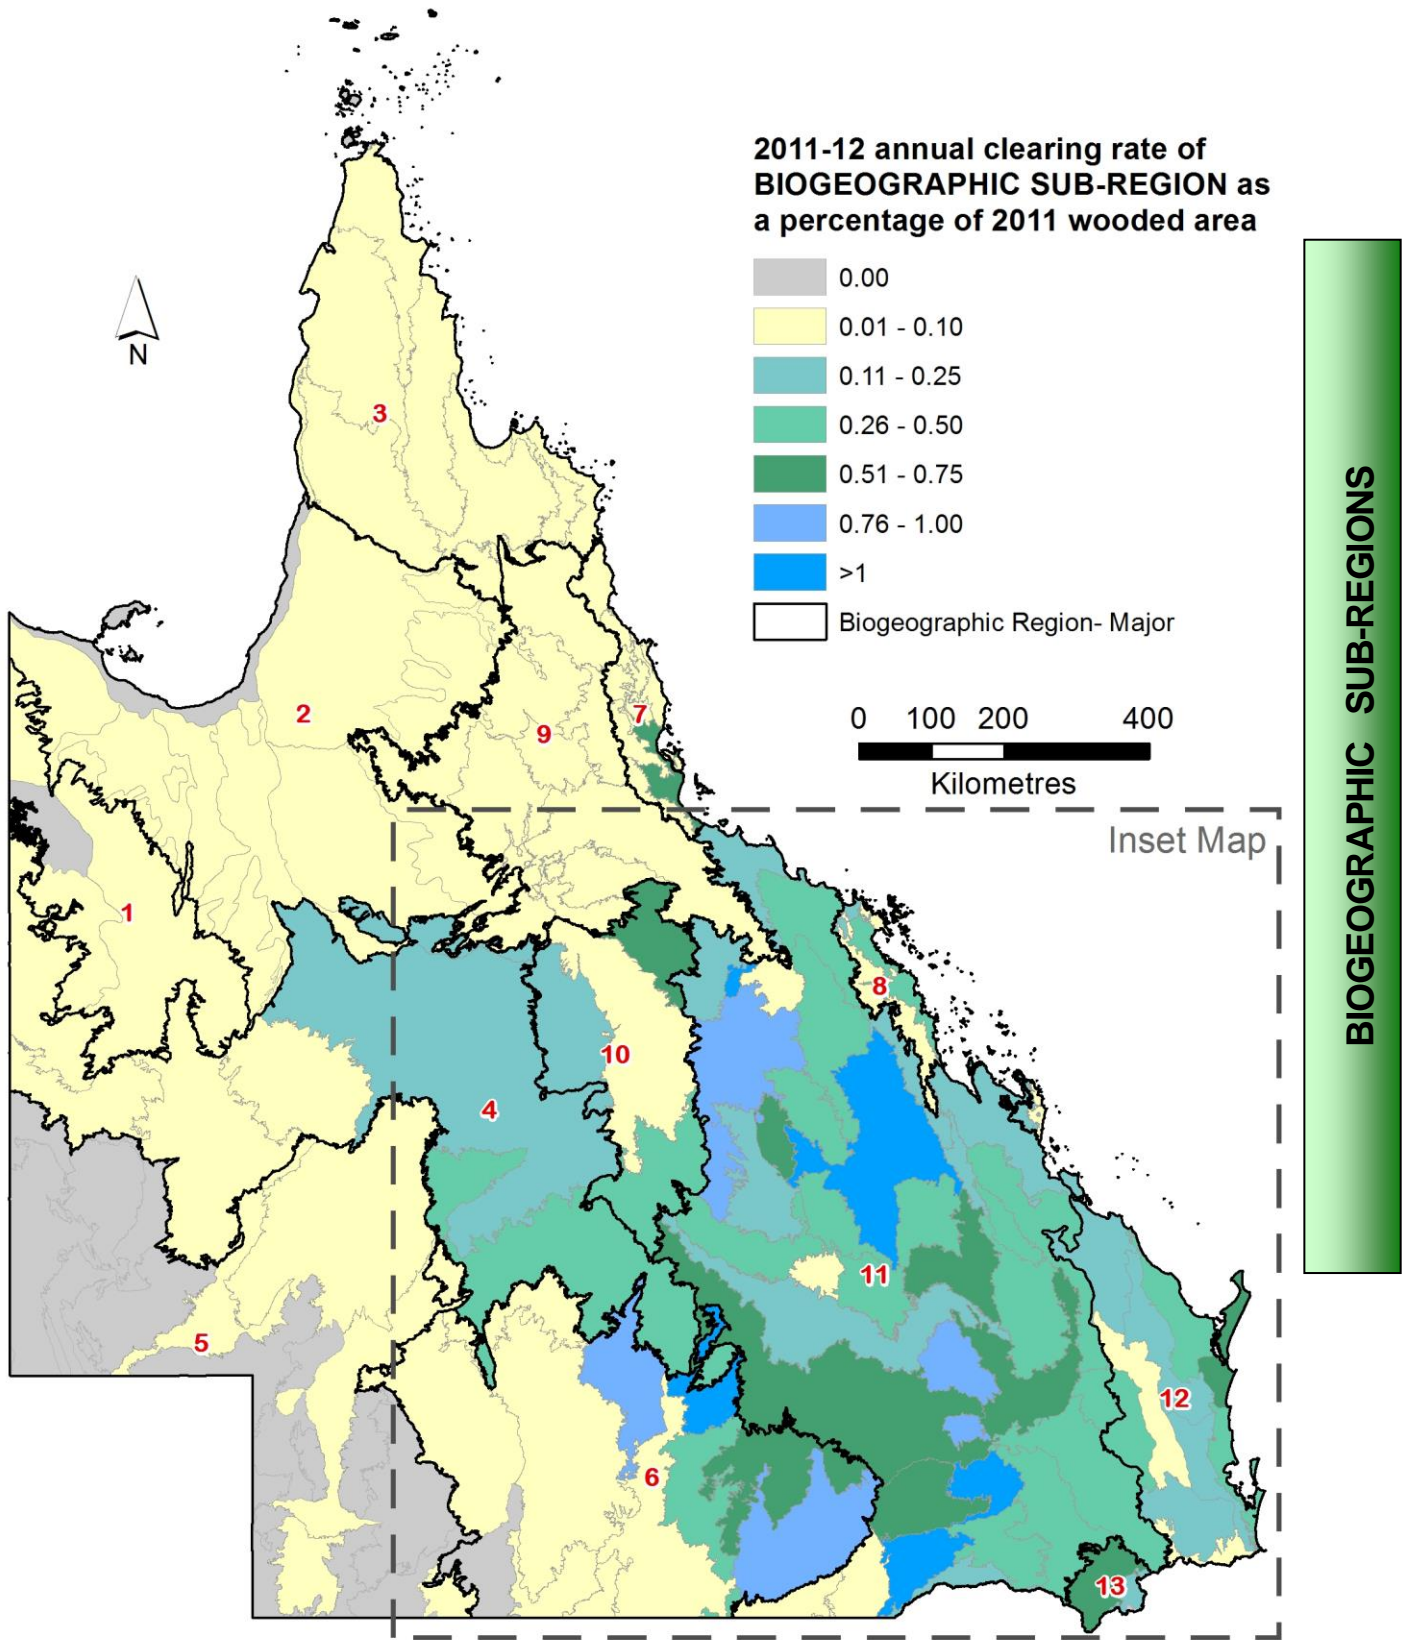 2011-12 annual clearing rate of
BIOGEOGRAPHIC SUB-REGION as
a percentage of 2011 wooded area
0.00
0.01 - 0.10
0.11 - 0.25
0.26 - 0.50
0.51 - 0.75
0.76 - 1.00
>1
Biogeographic Region- Major
0 100 200 400
Kilometres
Inset Map
N
3
2
7
9
1
8
10
4
11
5
12
6
13
BIOGEOGRAPHIC SUB-REGIONS